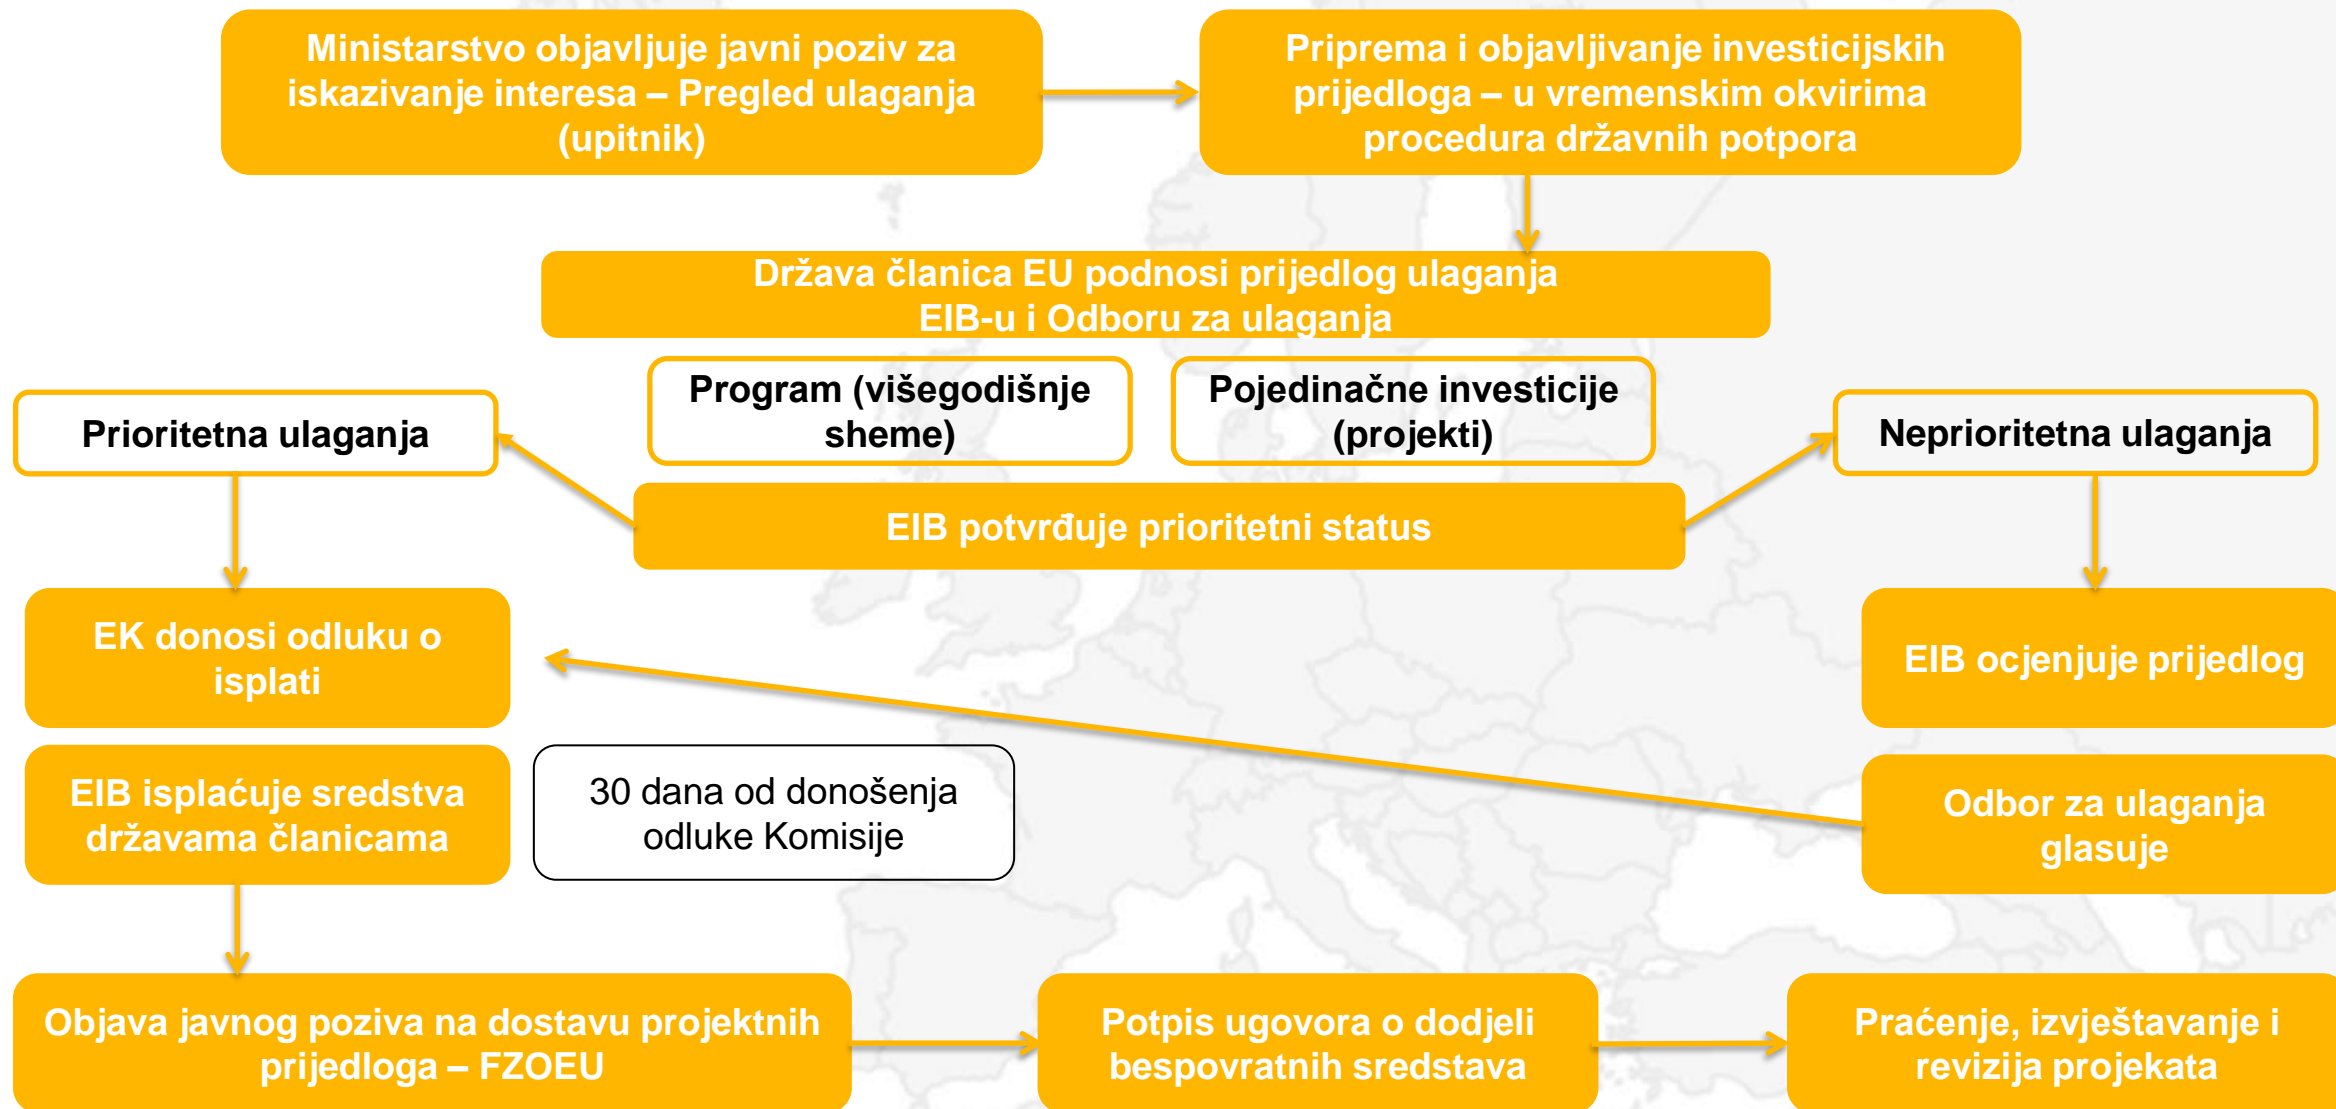 Ministarstvo objavljuje javni poziv za
iskazivanje interesa – Pregled ulaganja
(upitnik)
Priprema i objavljivanje investicijskih
prijedloga – u vremenskim okvirima
procedura državnih potpora
Država članica EU podnosi prijedlog ulaganja
EIB-u i Odboru za ulaganja
Program (višegodišnje
sheme)
Pojedinačne investicije
(projekti)
Prioritetna ulaganja
Neprioritetna ulaganja
EIB potvrđuje prioritetni status
EK donosi odluku o
isplati
EIB ocjenjuje prijedlog
EIB isplaćuje sredstva
državama članicama
30 dana od donošenja
odluke Komisije
Odbor za ulaganja
glasuje
Objava javnog poziva na dostavu projektnih
prijedloga – FZOEU
Potpis ugovora o dodjeli
bespovratnih sredstava
Praćenje, izvještavanje i
revizija projekata